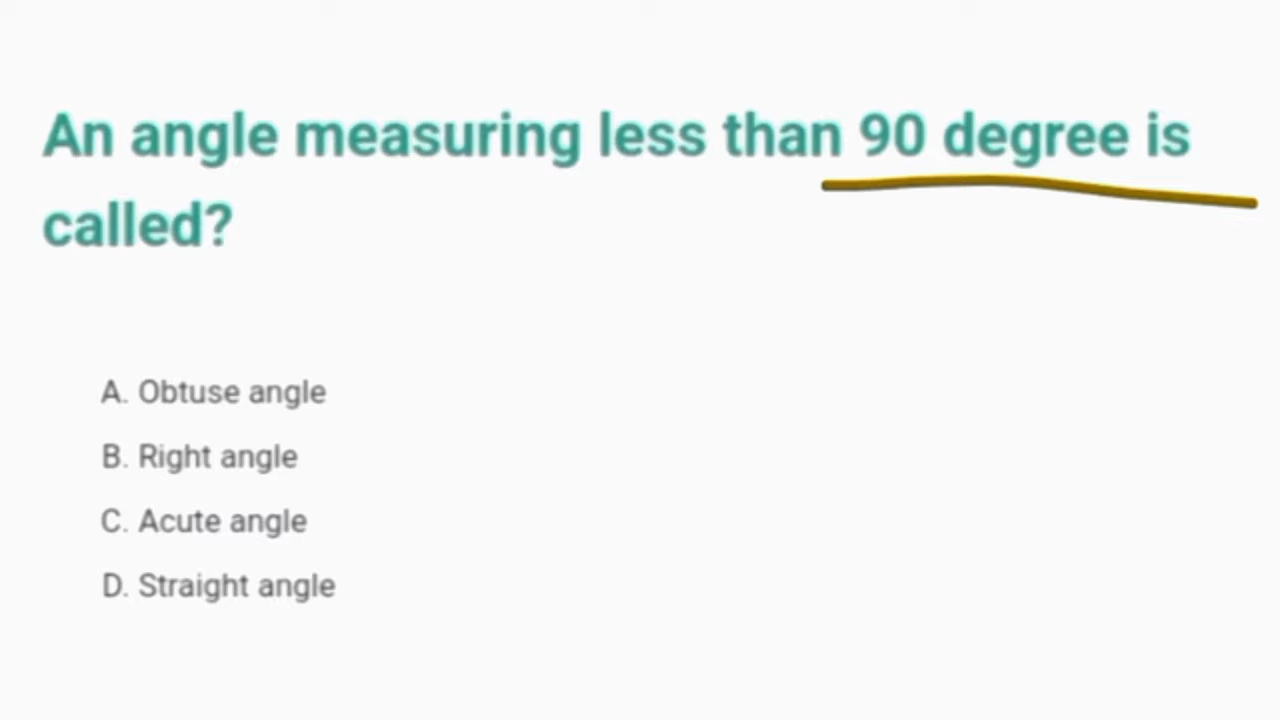 An angle measuring less than 90 degree is
called?
A. Obtuse angle
B. Right angle
C. Acute angle
D. Straight angle